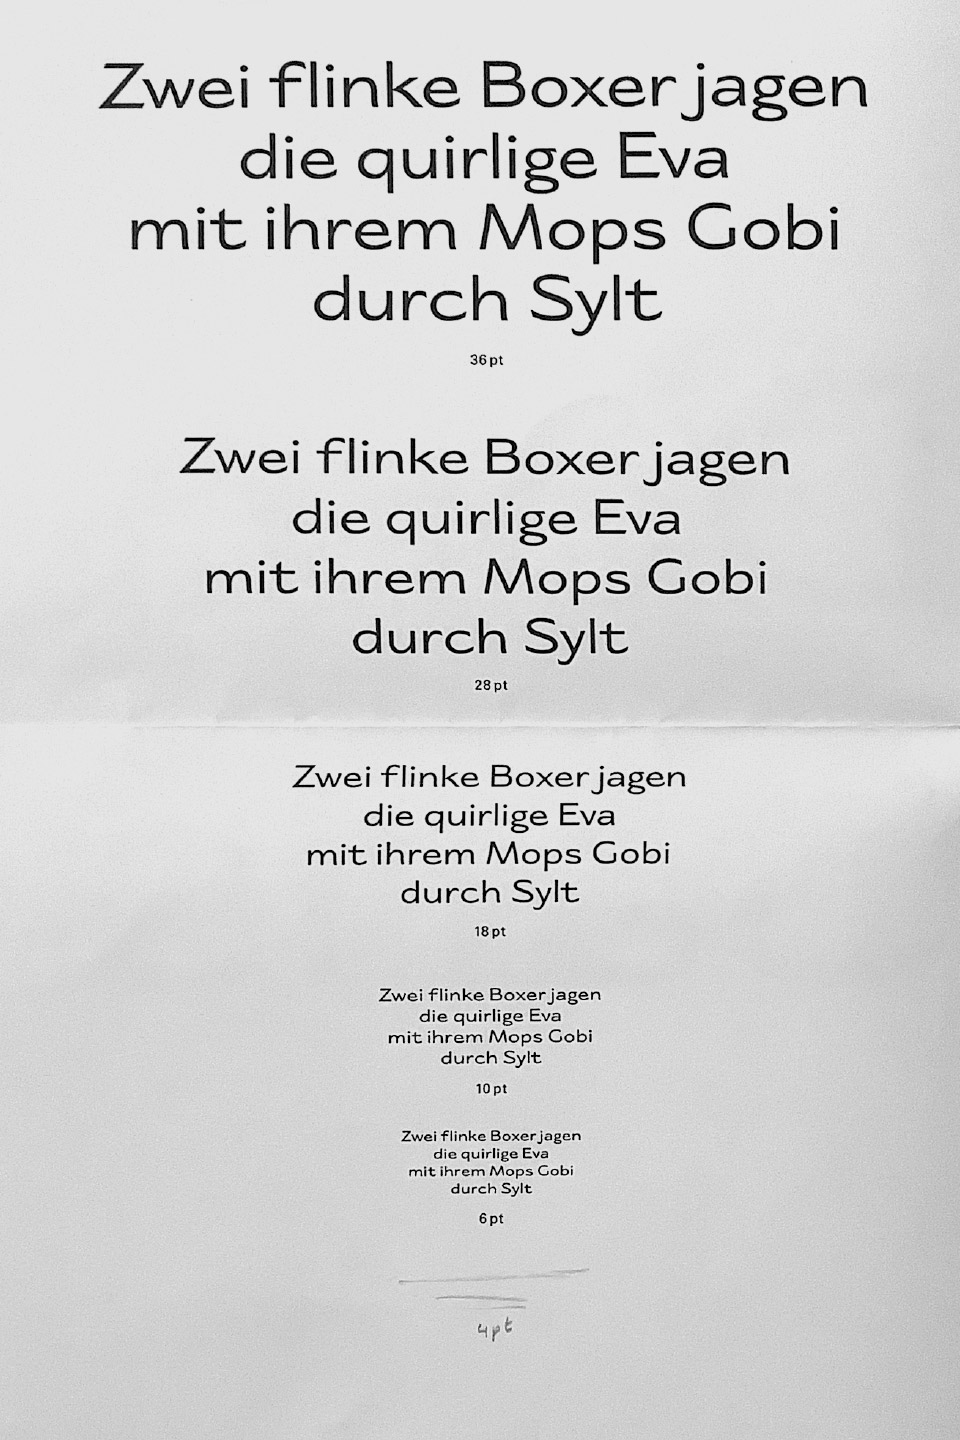 Zwei flinke Boxer jagen
die quirlige Eva
mit ihrem Mops Gobi
durch Sylt
36 pt
Zwei flinke Boxer jagen
die quirlige Eva
mit ihrem Mops Gobi
durch Sylt
28 pt
Zwei flinke Boxer jagen
die quirlige Eva
mit ihrem Mops Gobi
durch Sylt
18 pt
Zwei flinke Boxer jagen
die quirlige Eva
mit ihrem Mops Gobi
durch Sylt
10 pt
Zwei flinke Boxer jagen
die quirlige Eva
mit ihrem Mops Gobi
durch Sylt
6 pt
4pt